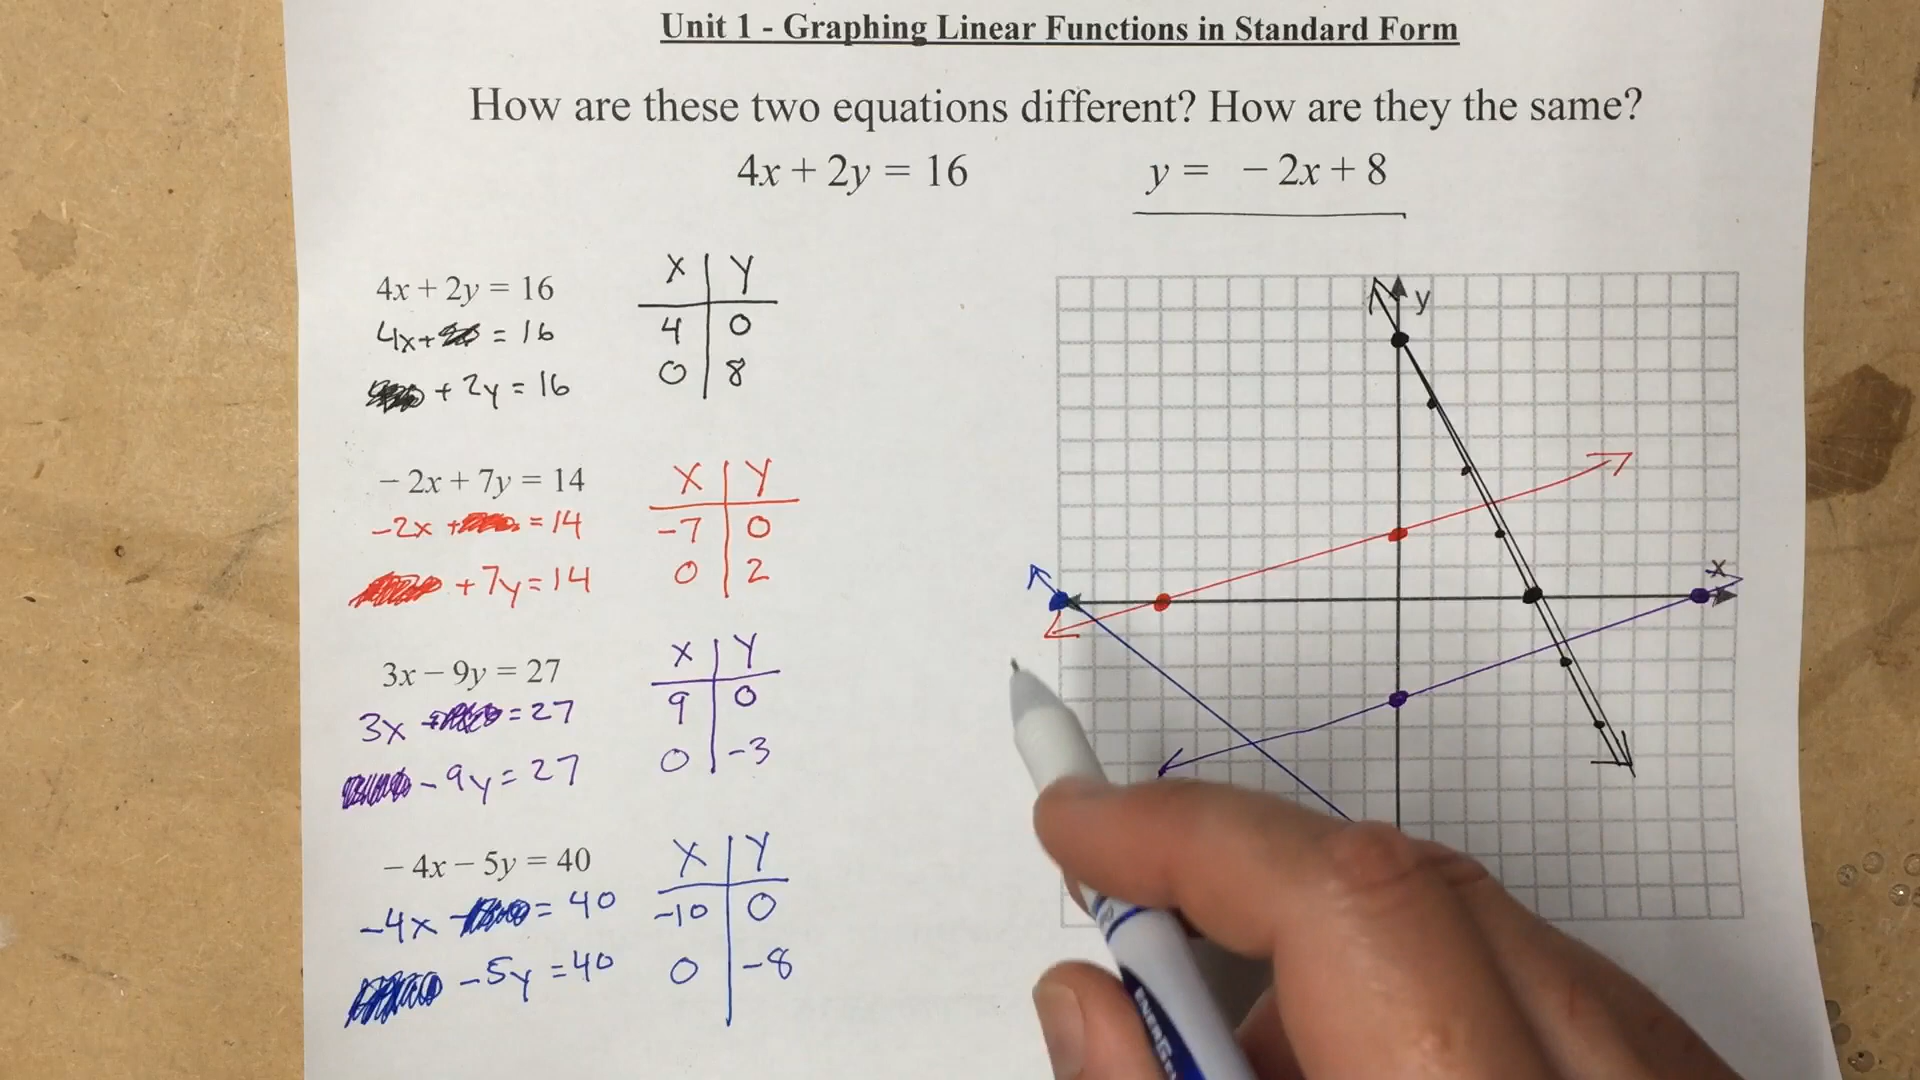 Unit 1 - Graphing Linear Functions in Standard Form
How are these two equations different? How are they the same?
4x + 2y = 16
y = - 2x + 8
4x + 2y = 16
4x+ = 16
+ 2y = 16
X Y
4 0
0 8
- 2x + 7y = 14
-2x + = 14
+ 7y = 14
X Y
-7 0
0 2
3x - 9y = 27
3x = 27
- 9y = 27
X Y
9 0
0 -3
- 4x - 5y = 40
-4x - = 40
- 5y = 40
X Y
-10 0
0 -8
y
x